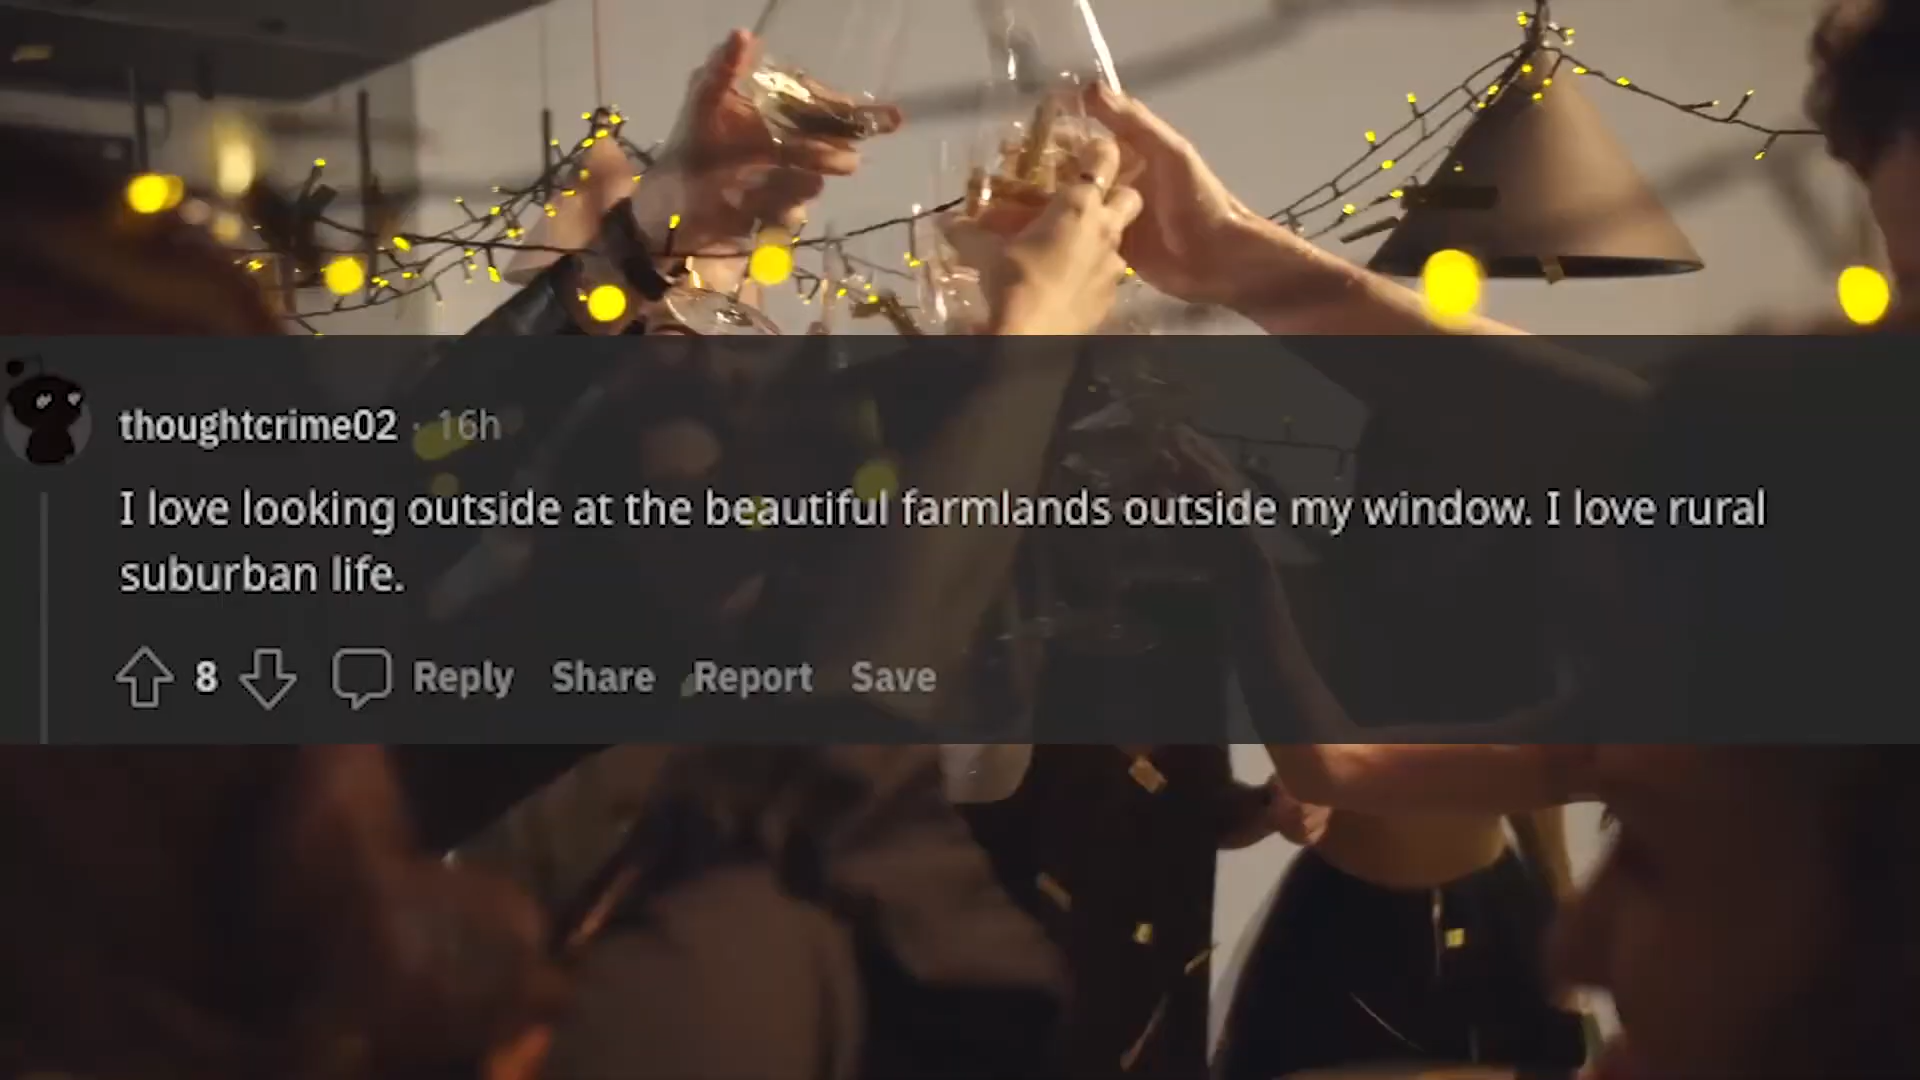 thoughtcrime02 · 16h
I love looking outside at the beautiful farmlands outside my window. I love rural
suburban life.
8 Reply Share Report Save